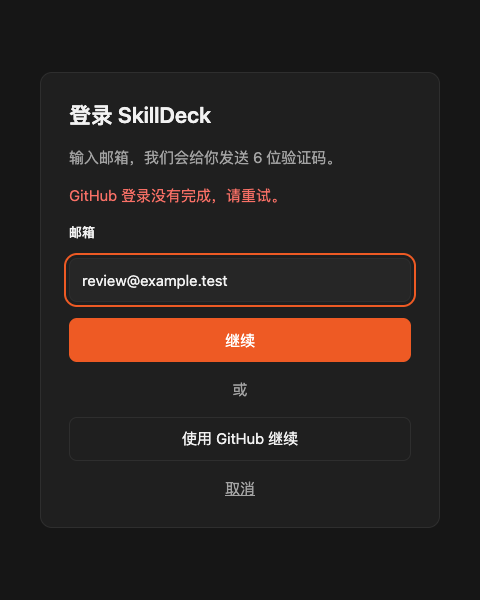 登录 SkillDeck
输入邮箱，我们会给你发送 6 位验证码。
GitHub 登录没有完成，请重试。
邮箱
review@example.test
继续
或
使用 GitHub 继续
取消